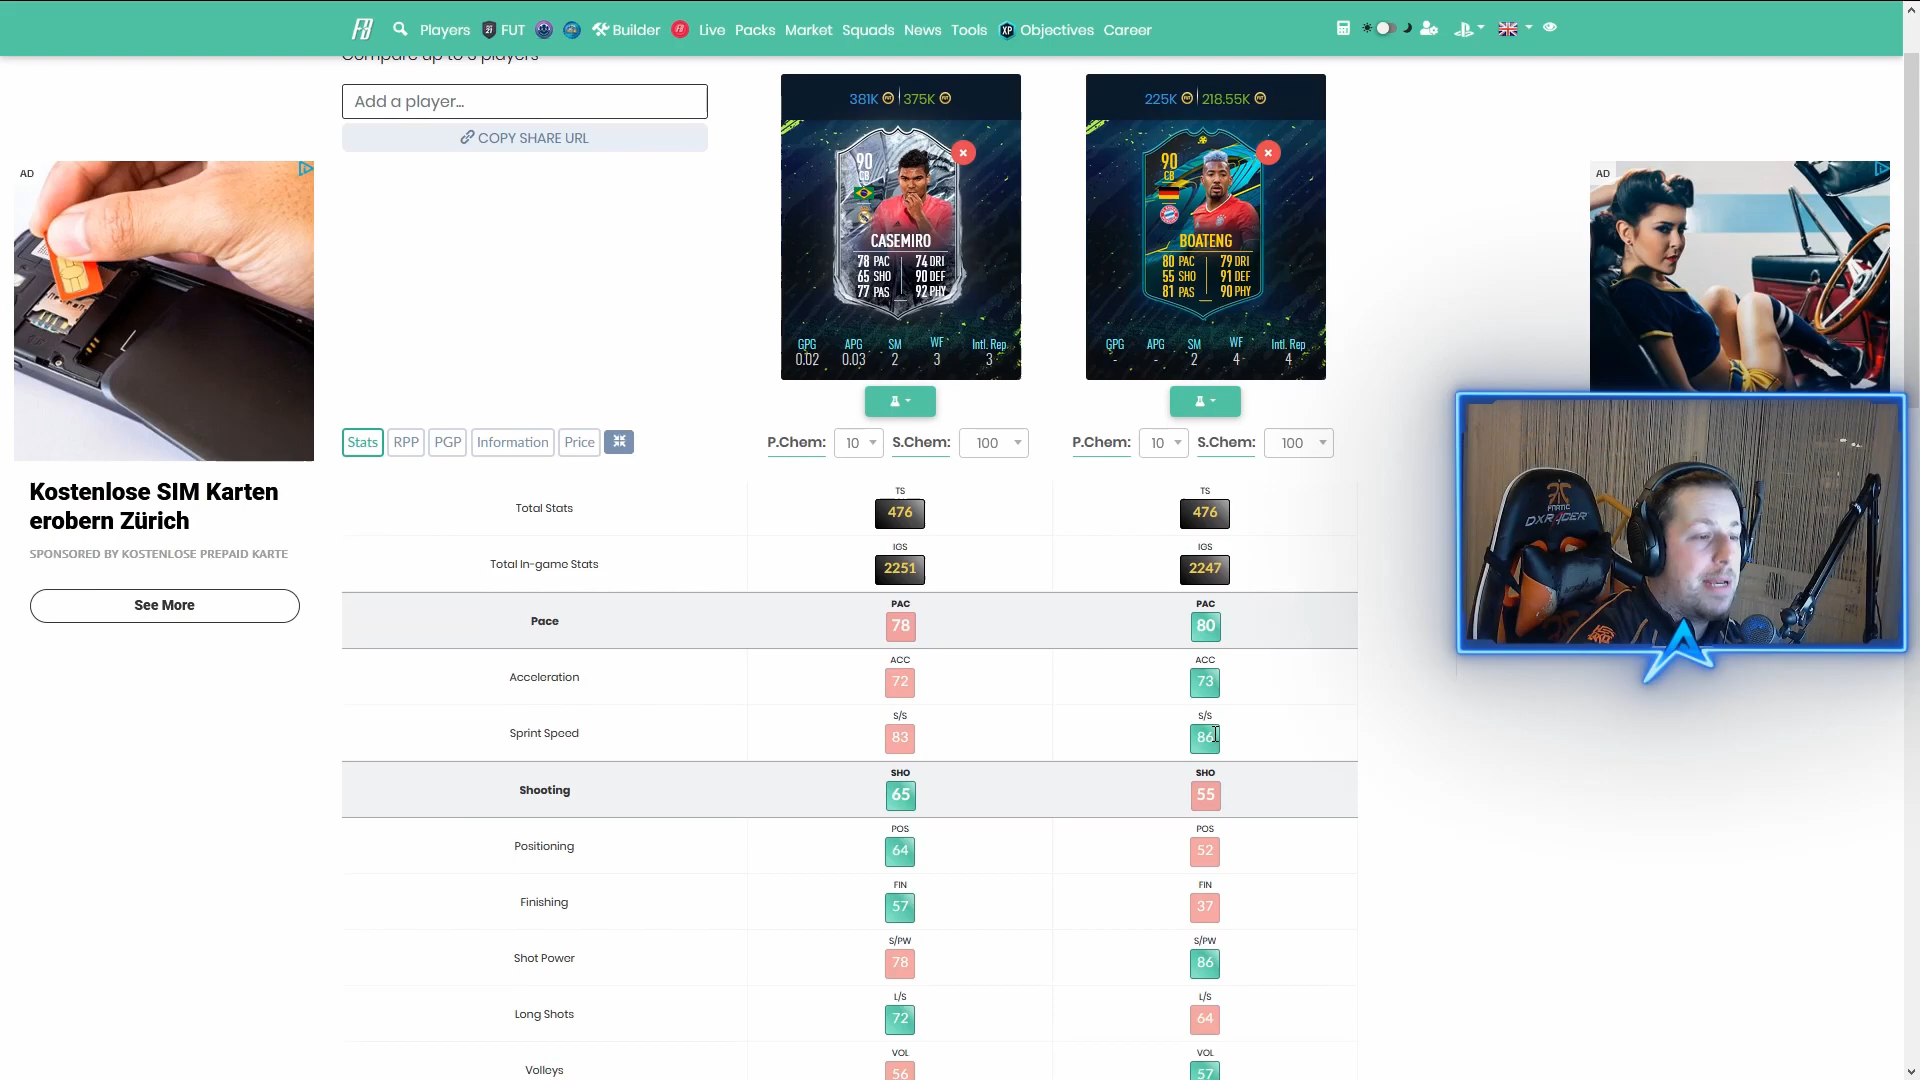 Players FUT Builder Live Packs Market Squads News Tools XP Objectives Career
Compare up to 3 players
Add a player...
COPY SHARE URL
381K 375K
90
CB
CASEMIRO
78 PAC 74 DRI
65 SHO 90 DEF
77 PAS 92 PHY
GPG APG SM WF Intl. Rep
0.02 0.03 2 3 3
225K 218.55K
90
CB
BOATENG
80 PAC 79 DRI
55 SHO 91 DEF
81 PAS 90 PHY
GPG APG SM WF Intl. Rep
- - 2 4 4
AD
Kostenlose SIM Karten
erobern Zürich
SPONSORED BY KOSTENLOSE PREPAID KARTE
See More
AD
FNATIC
DXRACER
Stats RPP PGP Information Price
P.Chem: 10 S.Chem: 100
P.Chem: 10 S.Chem: 100
TS TS
Total Stats 476 476
IGS IGS
Total In-game Stats 2251 2247
PAC PAC
Pace 78 80
ACC ACC
Acceleration 72 73
S/S S/S
Sprint Speed 83 86
SHO SHO
Shooting 65 55
POS POS
Positioning 64 52
FIN FIN
Finishing 57 37
S/PW S/PW
Shot Power 78 86
L/S L/S
Long Shots 72 64
VOL VOL
Volleys 56 57